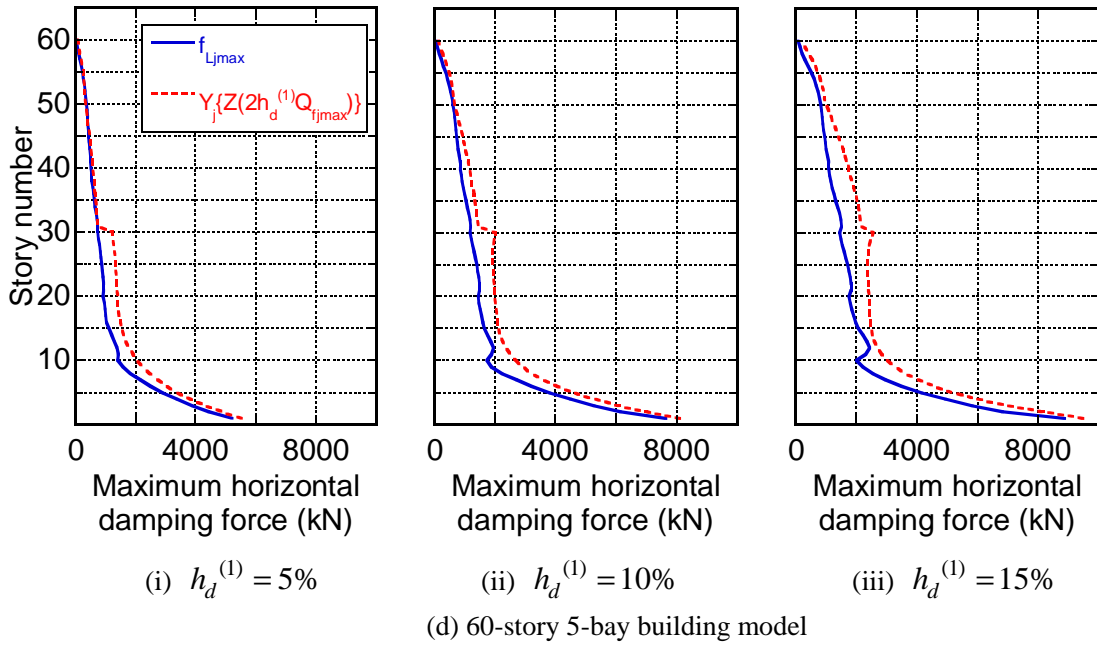 60
50
40
30
20
10
Story number
f_Ljmax
Y_j{Z(2h_d^(1)Q_fjmax)}
0 4000 8000
0 4000 8000
0 4000 8000
Maximum horizontal
damping force (kN)
Maximum horizontal
damping force (kN)
Maximum horizontal
damping force (kN)
(i) h_d^(1) = 5%
(ii) h_d^(1) = 10%
(iii) h_d^(1) = 15%
(d) 60-story 5-bay building model